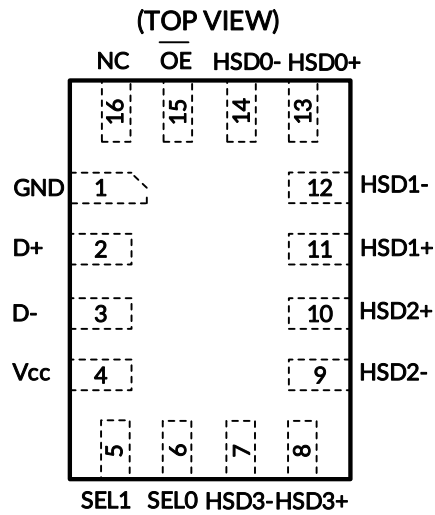 (TOP VIEW)
NC OE HSD0- HSD0+
16 15 14 13
GND 1 12 HSD1-
D+ 2 11 HSD1+
D- 3 10 HSD2+
Vcc 4 9 HSD2-
5 6 7 8
SEL1 SEL0 HSD3- HSD3+